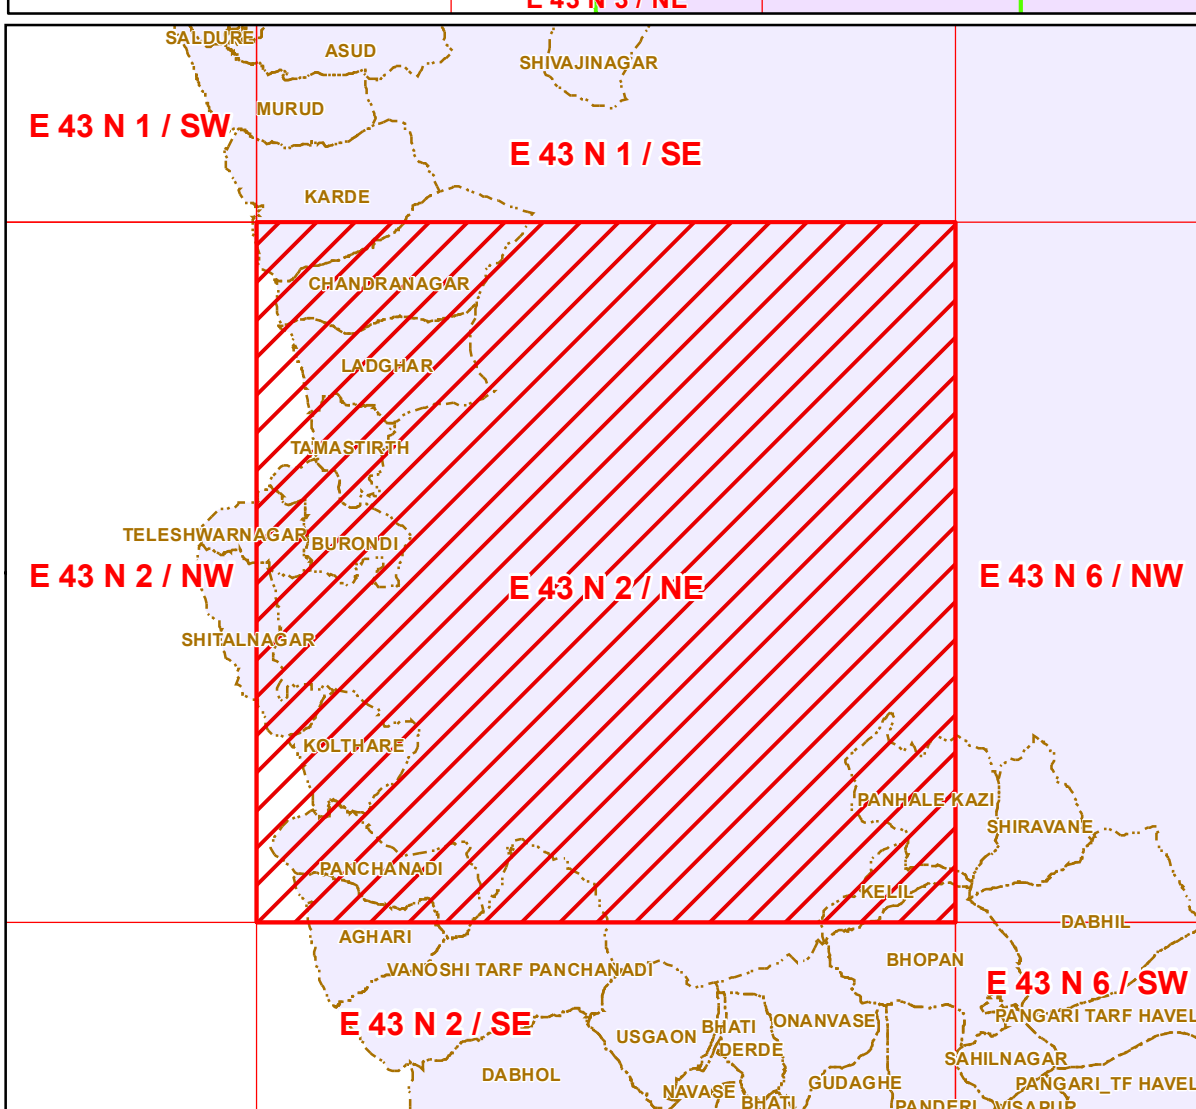 E 43 N 3 / NE
SALDURE
ASUD
SHIVAJINAGAR
MURUD
E 43 N 1 / SW
E 43 N 1 / SE
KARDE
CHANDRANAGAR
LADGHAR
TAMASTIRTH
TELESHWARNAGAR
BURONDI
E 43 N 2 / NW
E 43 N 2 / NE
E 43 N 6 / NW
SHITALNAGAR
KOLTHARE
PANHALE KAZI
SHIRAVANE
PANCHANADI
KELIL
DABHIL
AGHARI
BHOPAN
VANOSHI TARF PANCHANADI
E 43 N 6 / SW
PANGARI TARF HAVEL
E 43 N 2 / SE
ONANVASE
BHATI
USGAON
DERDE
SAHILNAGAR
DABHOL
GUDAGHE
PANGARI_TF HAVEL
NAVASE
BHATI
PANDERI
VISAPUR